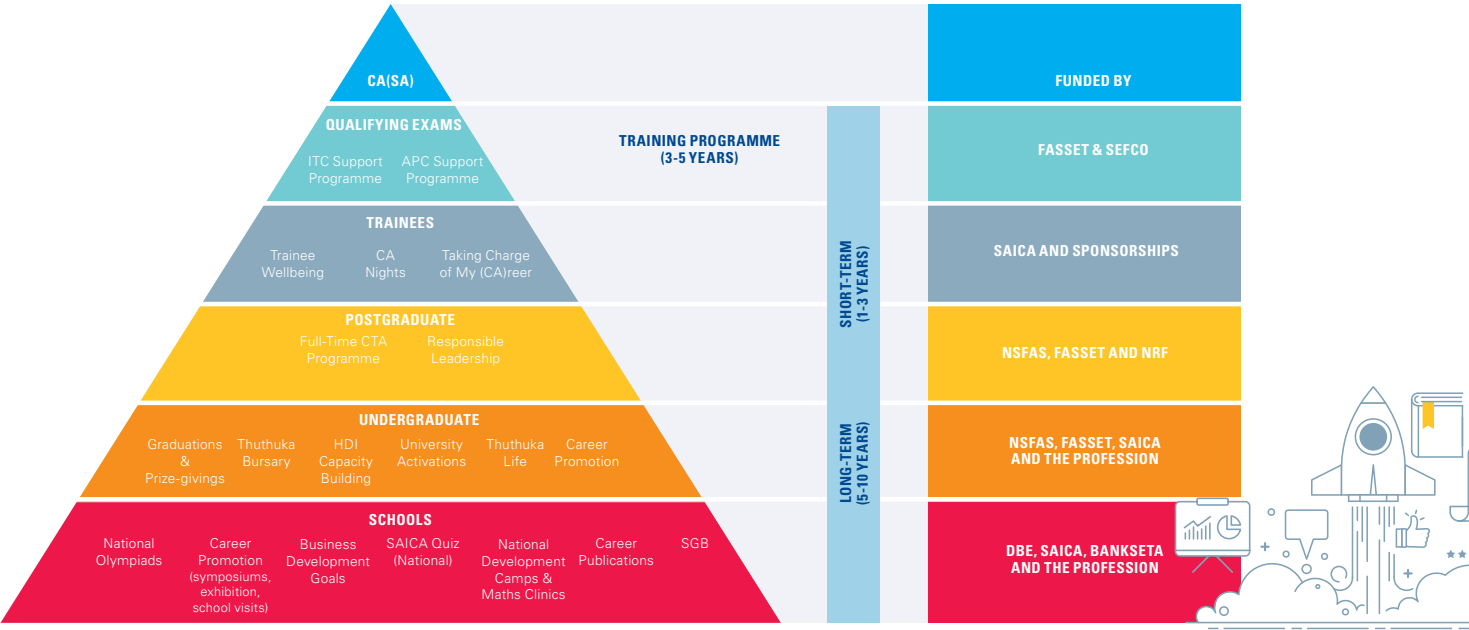 CA(SA)
FUNDED BY
QUALIFYING EXAMS
ITC Support
Programme
APC Support
Programme
TRAINING PROGRAMME
(3-5 YEARS)
FASSET & SEFCO
TRAINEES
Trainee
Wellbeing
CA
Nights
Taking Charge
of My (CA)reer
SHORT-TERM
(1-3 YEARS)
SAICA AND SPONSORSHIPS
POSTGRADUATE
Full-Time CTA
Programme
Responsible
Leadership
NSFAS, FASSET AND NRF
UNDERGRADUATE
Graduations
&
Prize-givings
Thuthuka
Bursary
HDI
Capacity
Building
University
Activations
Thuthuka
Life
Career
Promotion
LONG-TERM
(5-10 YEARS)
NSFAS, FASSET, SAICA
AND THE PROFESSION
SCHOOLS
National
Olympiads
Career
Promotion
(symposiums,
exhibition,
school visits)
Business
Development
Goals
SAICA Quiz
(National)
National
Development
Camps &
Maths Clinics
Career
Publications
SGB
DBE, SAICA, BANKSETA
AND THE PROFESSION